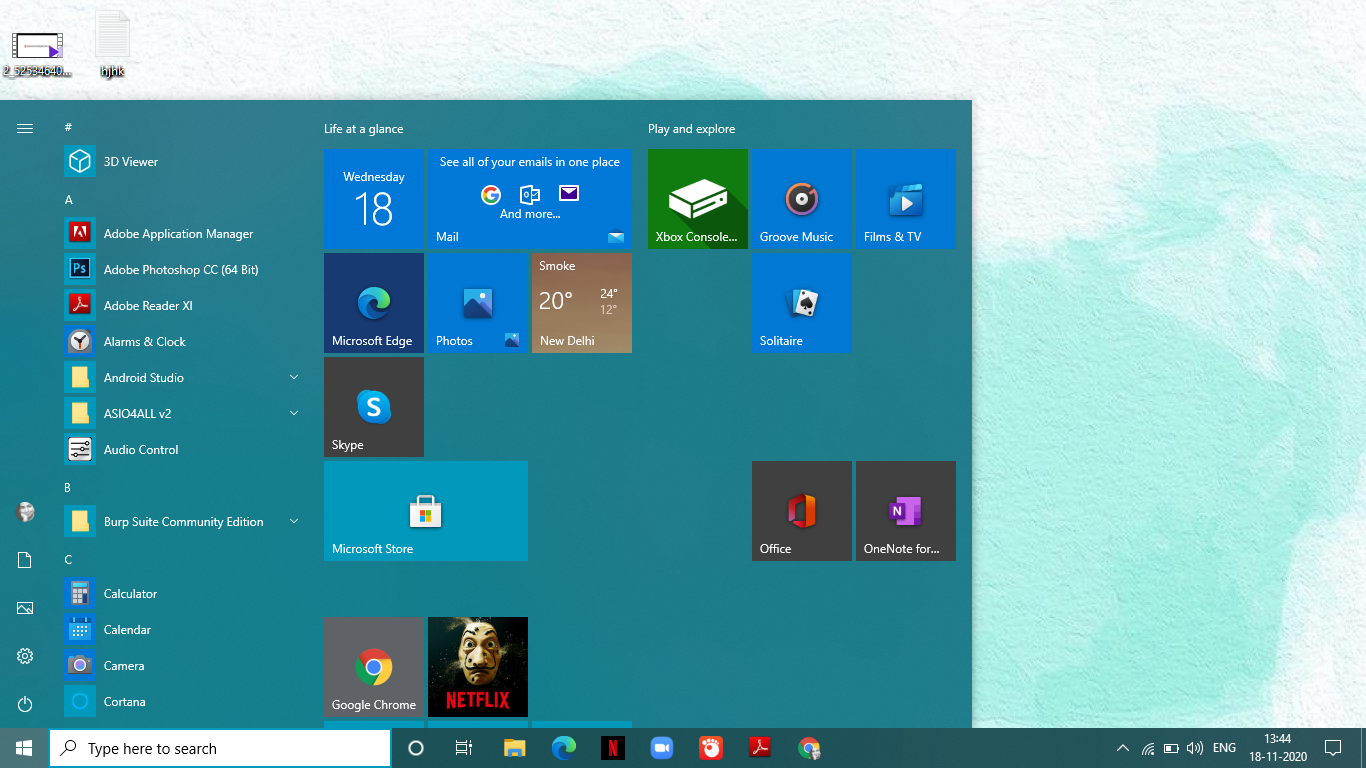 2_52534640...
hjhk
#
3D Viewer
A
Adobe Application Manager
Adobe Photoshop CC (64 Bit)
Adobe Reader XI
Alarms & Clock
Android Studio
ASIO4ALL v2
Audio Control
B
Burp Suite Community Edition
C
Calculator
Calendar
Camera
Cortana
Life at a glance
Wednesday
18
See all of your emails in one place
And more...
Mail
Microsoft Edge
Photos
Smoke
20° 24°
12°
New Delhi
Skype
Microsoft Store
Google Chrome
NETFLIX
Play and explore
Xbox Console...
Groove Music
Films & TV
Solitaire
Office
OneNote for...
Type here to search
ENG
13:44
18-11-2020